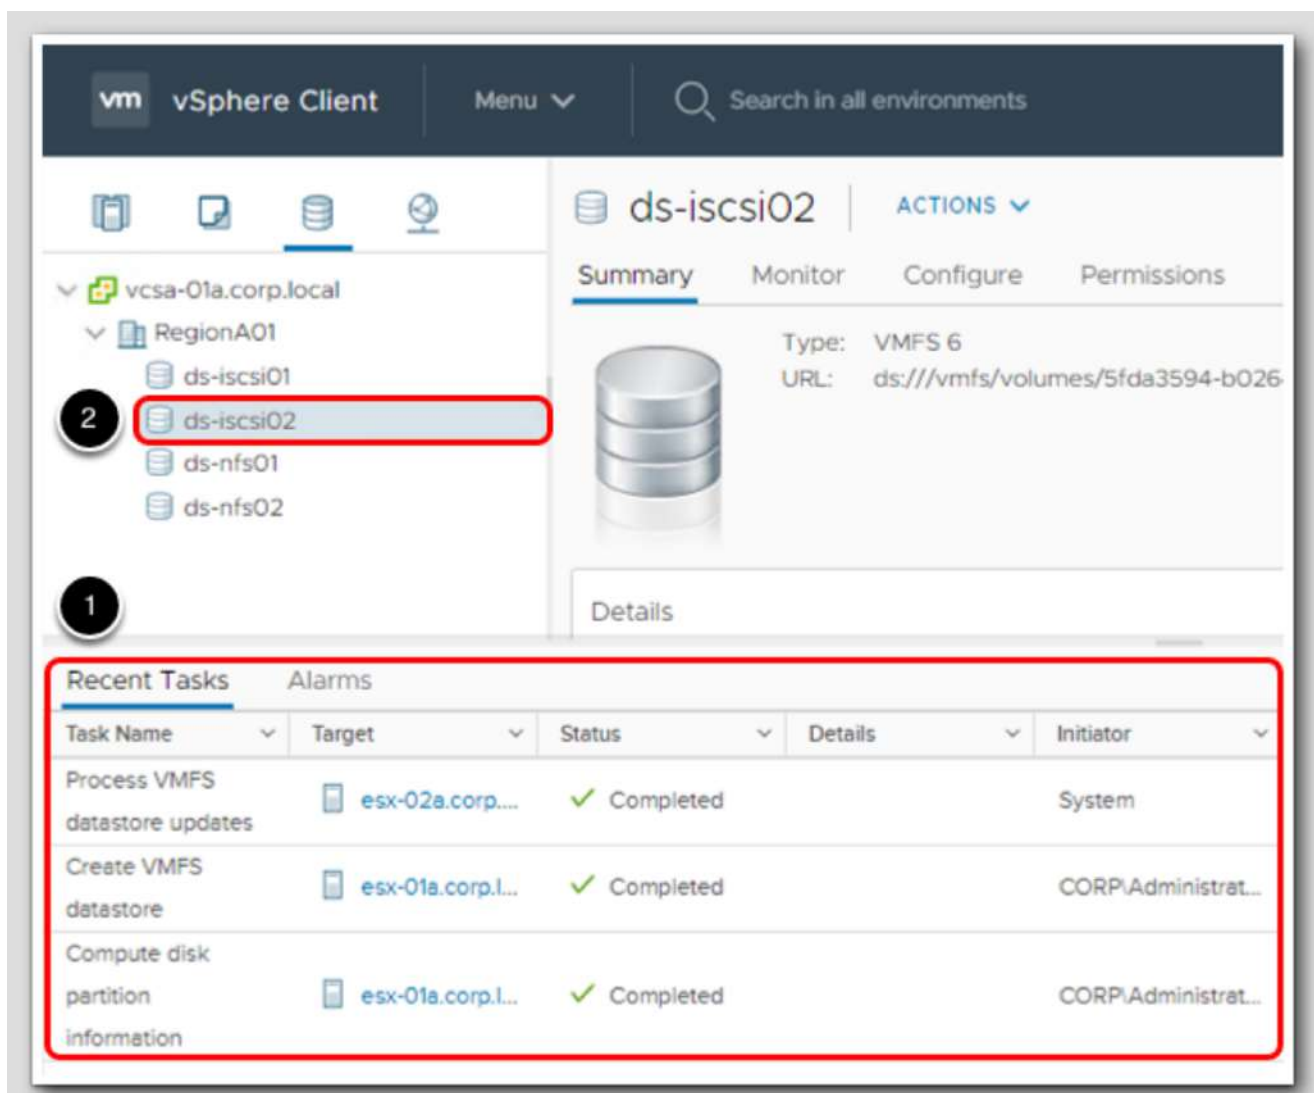 vm vSphere Client Menu Search in all environments
ds-iscsi02 ACTIONS
Summary Monitor Configure Permissions
vcsa-01a.corp.local
RegionA01
ds-iscsi01
2 ds-iscsi02
ds-nfs01
ds-nfs02
Type: VMFS 6
URL: ds:///vmfs/volumes/5fda3594-b026-
1
Details
Recent Tasks Alarms
Task Name Target Status Details Initiator
Process VMFS
datastore updates esx-02a.corp.... Completed System
Create VMFS
datastore esx-01a.corp.l... Completed CORP\Administrat...
Compute disk
partition
information esx-01a.corp.l... Completed CORP\Administrat...